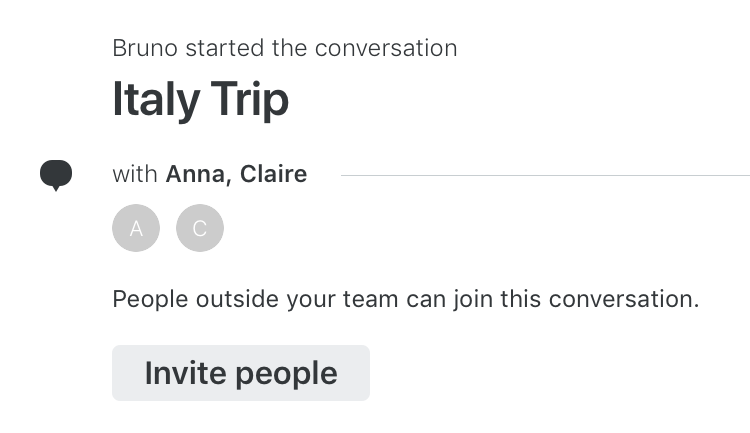 Bruno started the conversation
Italy Trip
with Anna, Claire
A C
People outside your team can join this conversation.
Invite people